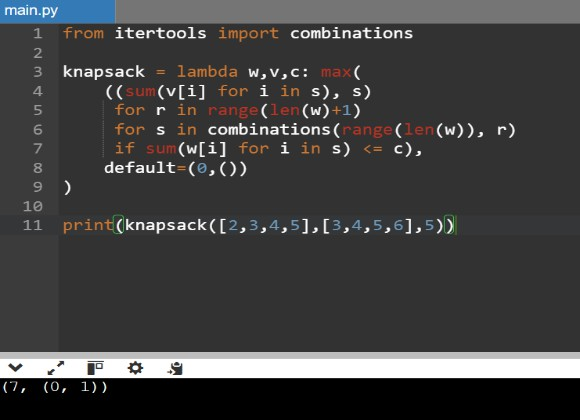 main.py
1 from itertools import combinations
2
3 knapsack = lambda w,v,c: max(
4     ((sum(v[i] for i in s), s)
5      for r in range(len(w)+1)
6      for s in combinations(range(len(w)), r)
7      if sum(w[i] for i in s) <= c),
8     default=(0,())
9 )
10
11 print(knapsack([2,3,4,5],[3,4,5,6],5))
(7, (0, 1))